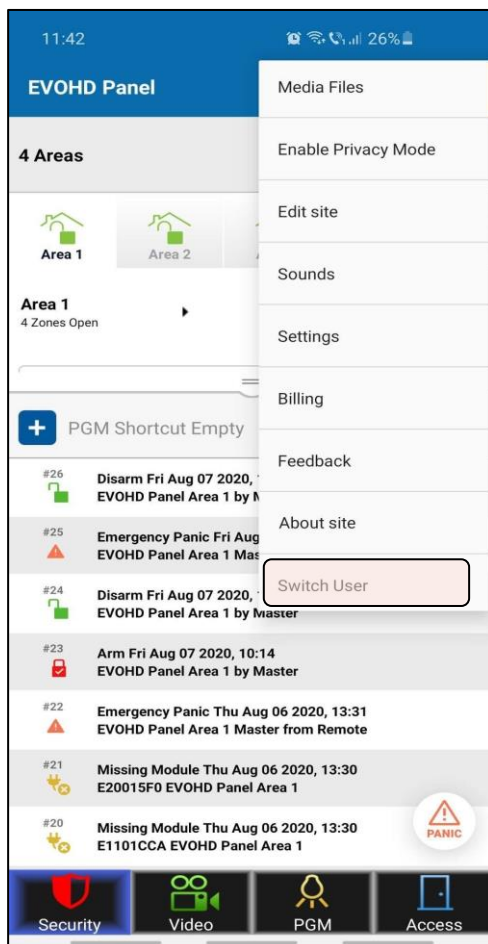 11:42
26%
EVOHD Panel
Media Files
Enable Privacy Mode
Edit site
Sounds
Settings
Billing
Feedback
About site
Switch User
4 Areas
Area 1
Area 2
Area 1
4 Zones Open
PGM Shortcut Empty
#26
Disarm Fri Aug 07 2020,
EVOHD Panel Area 1 by
#25
Emergency Panic Fri Aug
EVOHD Panel Area 1 Mas
#24
Disarm Fri Aug 07 2020,
EVOHD Panel Area 1 by Master
#23
Arm Fri Aug 07 2020, 10:14
EVOHD Panel Area 1 by Master
#22
Emergency Panic Thu Aug 06 2020, 13:31
EVOHD Panel Area 1 Master from Remote
#21
Missing Module Thu Aug 06 2020, 13:30
E20015F0 EVOHD Panel Area 1
#20
Missing Module Thu Aug 06 2020, 13:30
E1101CCA EVOHD Panel Area 1
PANIC
Security
Video
PGM
Access